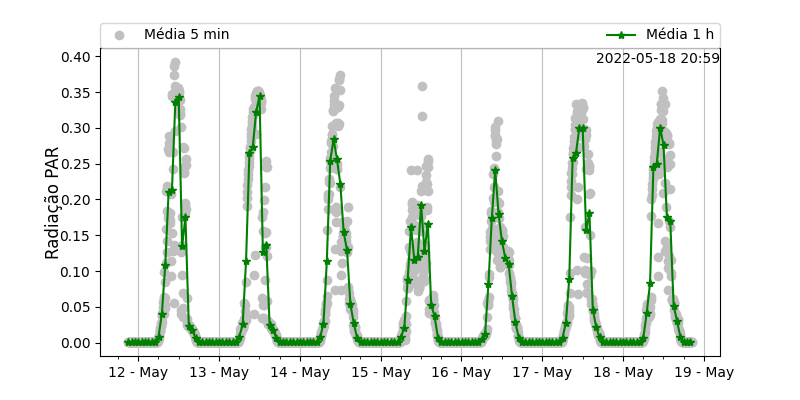 Média 5 min
Média 1 h
2022-05-18 20:59
Radiação PAR
0.40
0.35
0.30
0.25
0.20
0.15
0.10
0.05
0.00
12 - May
13 - May
14 - May
15 - May
16 - May
17 - May
18 - May
19 - May